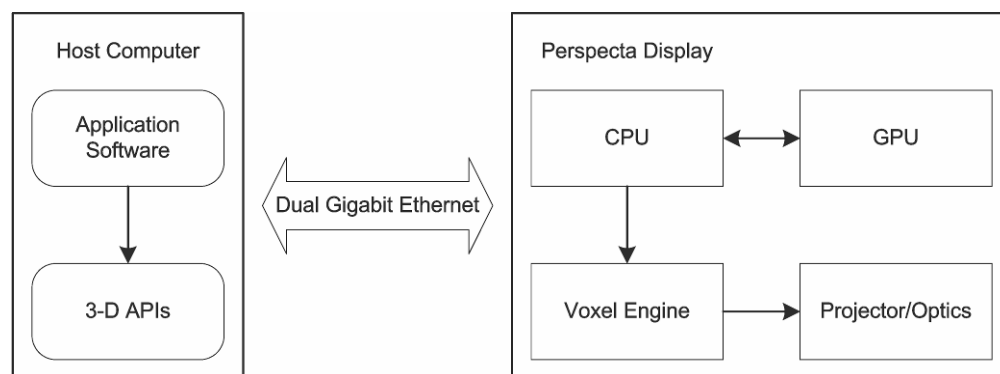 Host Computer
Application
Software
3-D APIs
Dual Gigabit Ethernet
Perspecta Display
CPU
GPU
Voxel Engine
Projector/Optics